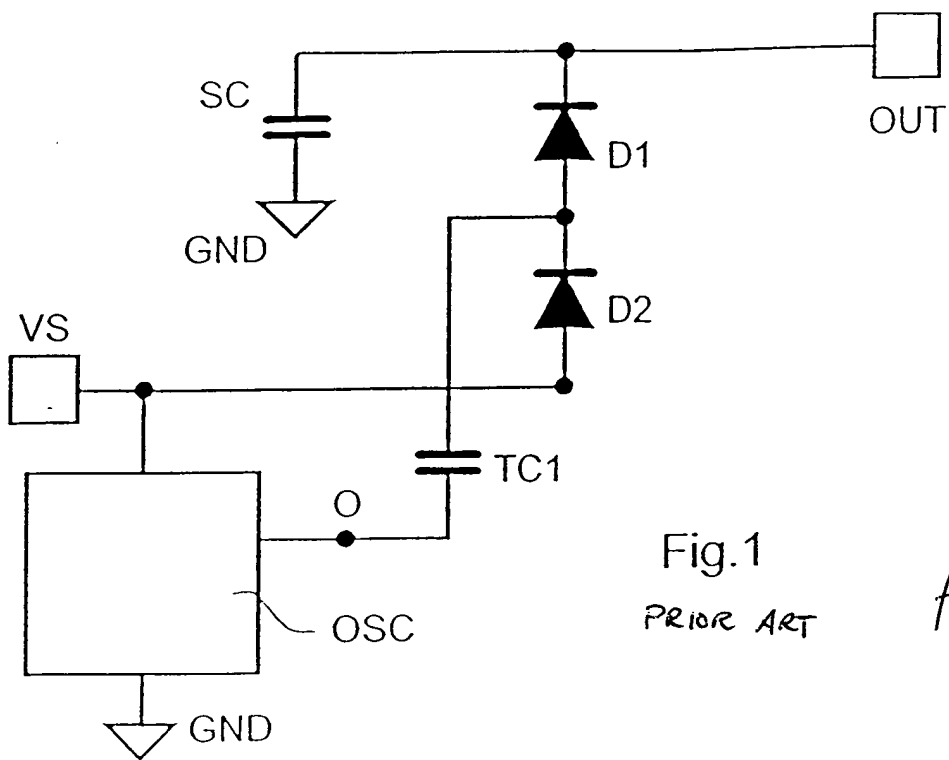 SC
OUT
D1
GND
D2
VS
TC1
O
Fig.1
PRIOR ART
OSC
GND